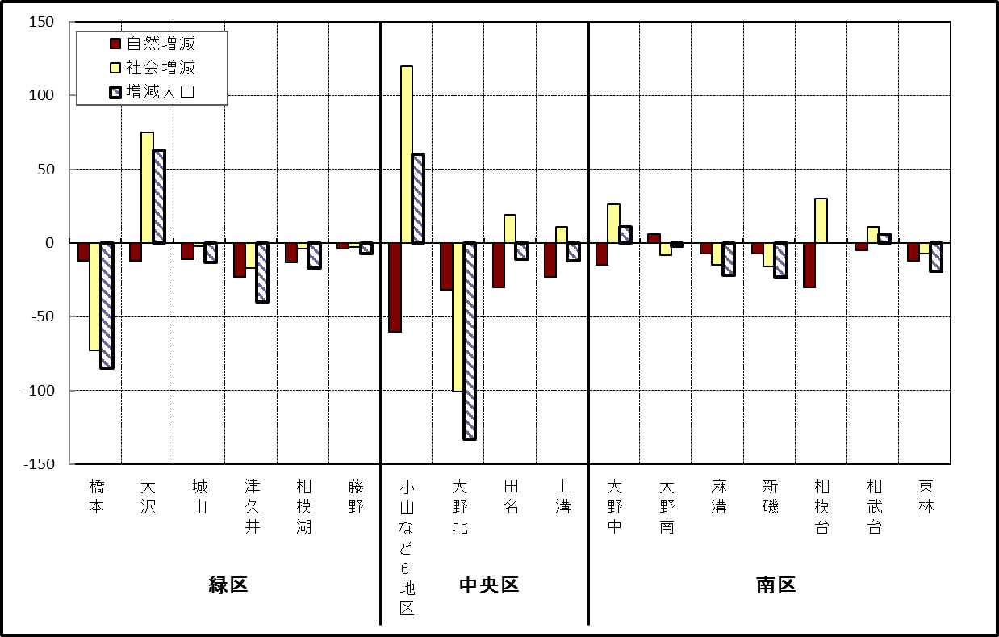 150
100
50
0
-50
-100
-150
自然増減
社会増減
増減人口
橋本
大沢
城山
津久井
相模湖
藤野
小山など6地区
大野北
田名
上溝
大野中
大野南
麻溝
新磯
相模台
相武台
東林
緑区
中央区
南区